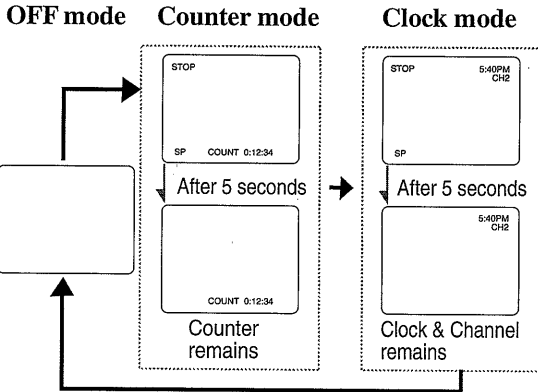 OFF mode
Counter mode
Clock mode
STOP
SP COUNT 0:12:34
After 5 seconds
COUNT 0:12:34
Counter
remains
STOP 5:40PM
CH2
SP
After 5 seconds
5:40PM
CH2
Clock & Channel
remains